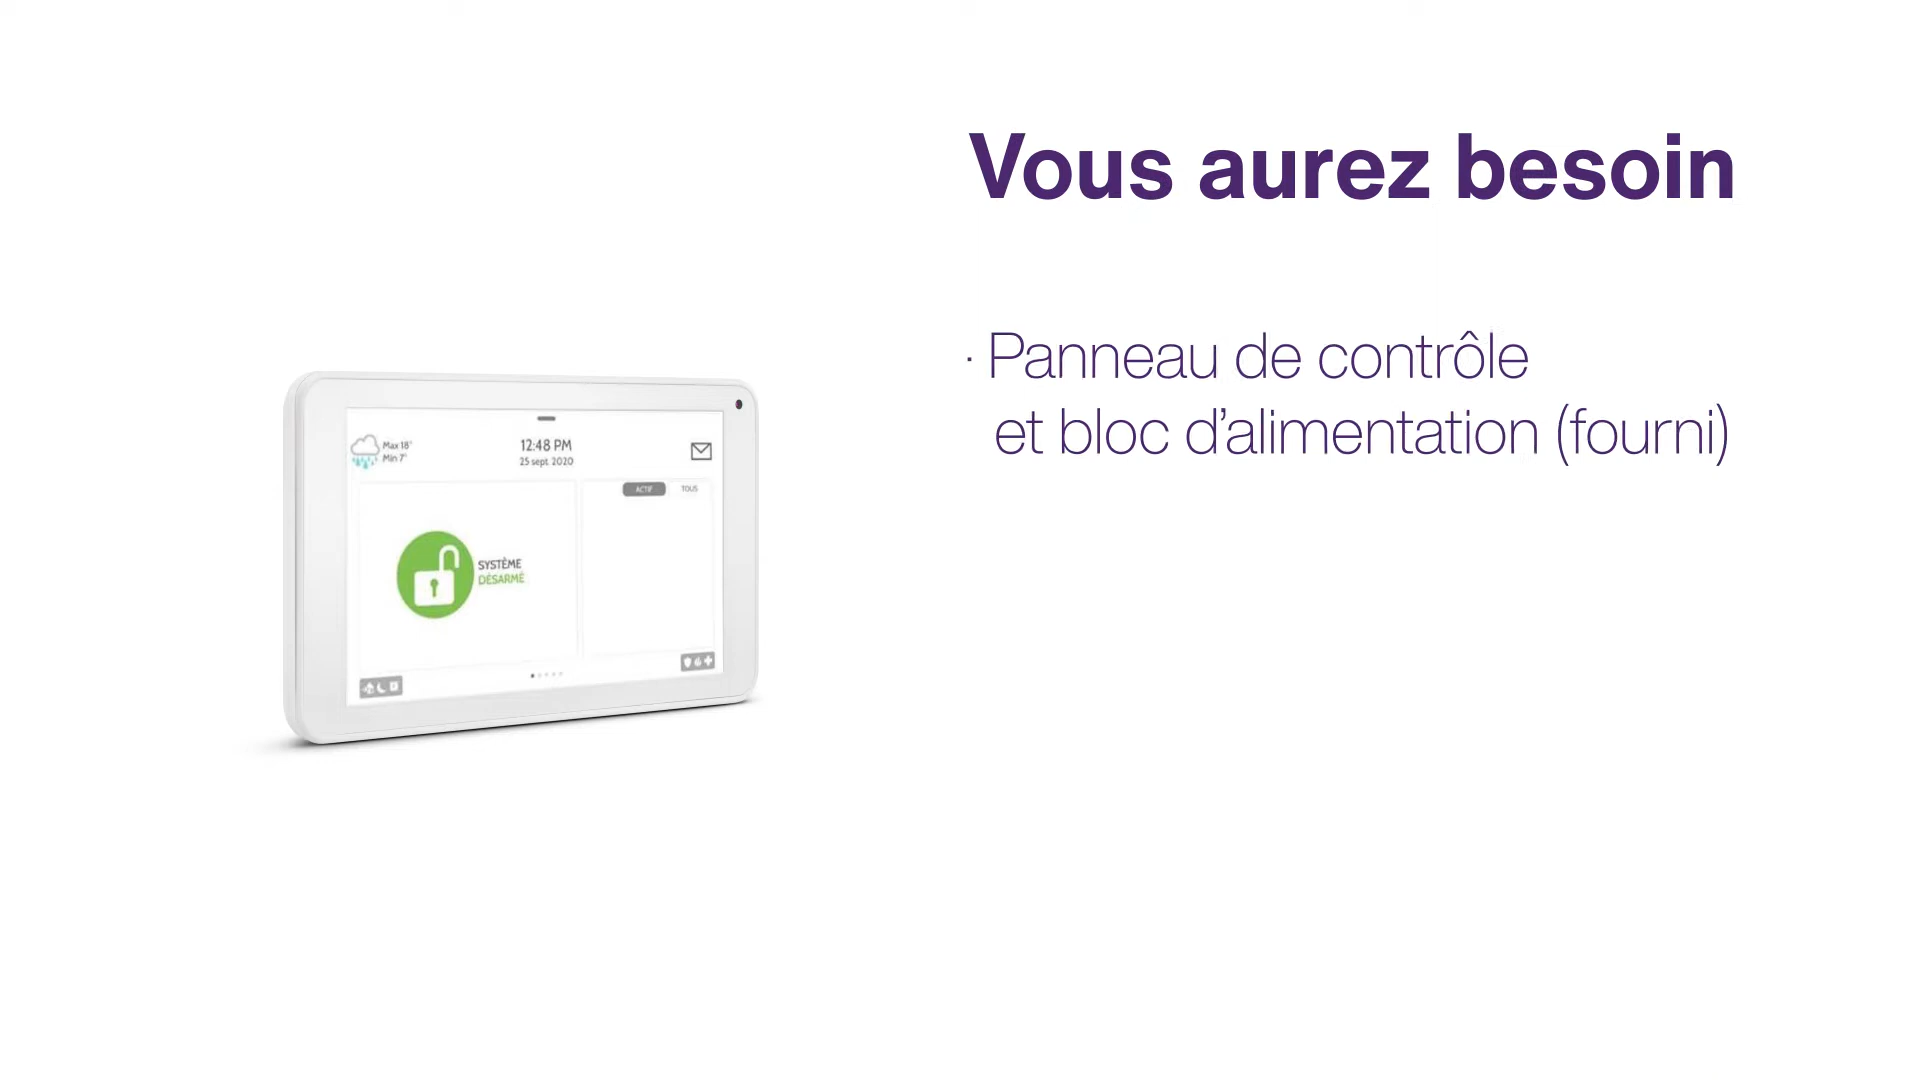 Vous aurez besoin
· Panneau de contrôle
et bloc d’alimentation (fourni)
Max 18°
Min 7°
12:48 PM
25 sept. 2020
ACTIF
TOUS
SYSTÈME
DÉSARMÉ